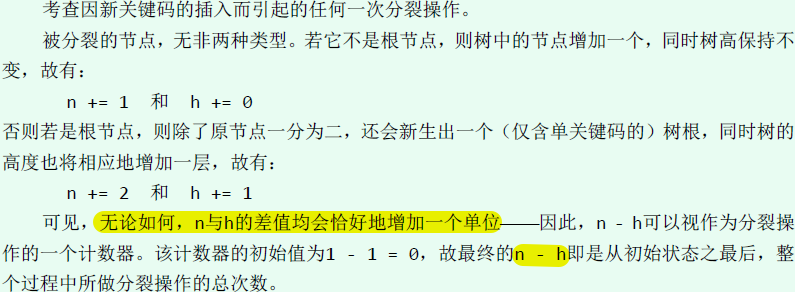 考查因新关键码的插入而引起的任何一次分裂操作。
被分裂的节点，无非两种类型。若它不是根节点，则树中的节点增加一个，同时树高保持不
变，故有：
n += 1 和 h += 0
否则若是根节点，则除了原节点一分为二，还会新生出一个（仅含单关键码的）树根，同时树的
高度也将相应地增加一层，故有：
n += 2 和 h += 1
可见，无论如何，n与h的差值均会恰好地增加一个单位——因此，n - h可以视作为分裂操
作的一个计数器。该计数器的初始值为1 - 1 = 0，故最终的n - h即是从初始状态之最后，整
个过程中所做分裂操作的总次数。